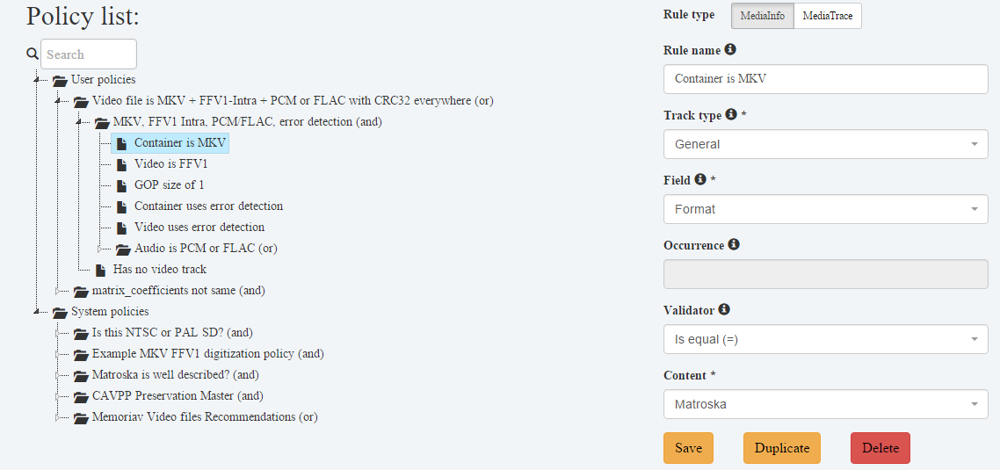 Policy list:
Search
User policies
Video file is MKV + FFV1-Intra + PCM or FLAC with CRC32 everywhere (or)
MKV, FFV1 Intra, PCM/FLAC, error detection (and)
Container is MKV
Video is FFV1
GOP size of 1
Container uses error detection
Video uses error detection
Audio is PCM or FLAC (or)
Has no video track
matrix_coefficients not same (and)
System policies
Is this NTSC or PAL SD? (and)
Example MKV FFV1 digitization policy (and)
Matroska is well described? (and)
CAVPP Preservation Master (and)
Memoriav Video files Recommendations (or)
Rule type MediaInfo MediaTrace
Rule name
Container is MKV
Track type *
General
Field *
Format
Occurrence
Validator
Is equal (=)
Content *
Matroska
Save Duplicate Delete